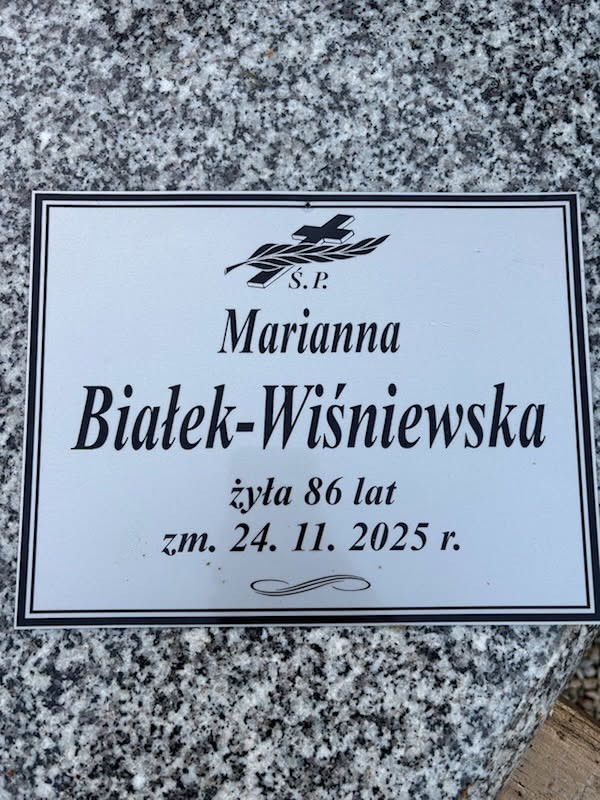 Ś.P.
Marianna
Białek-Wiśniewska
żyła 86 lat
zm. 24. 11. 2025 r.